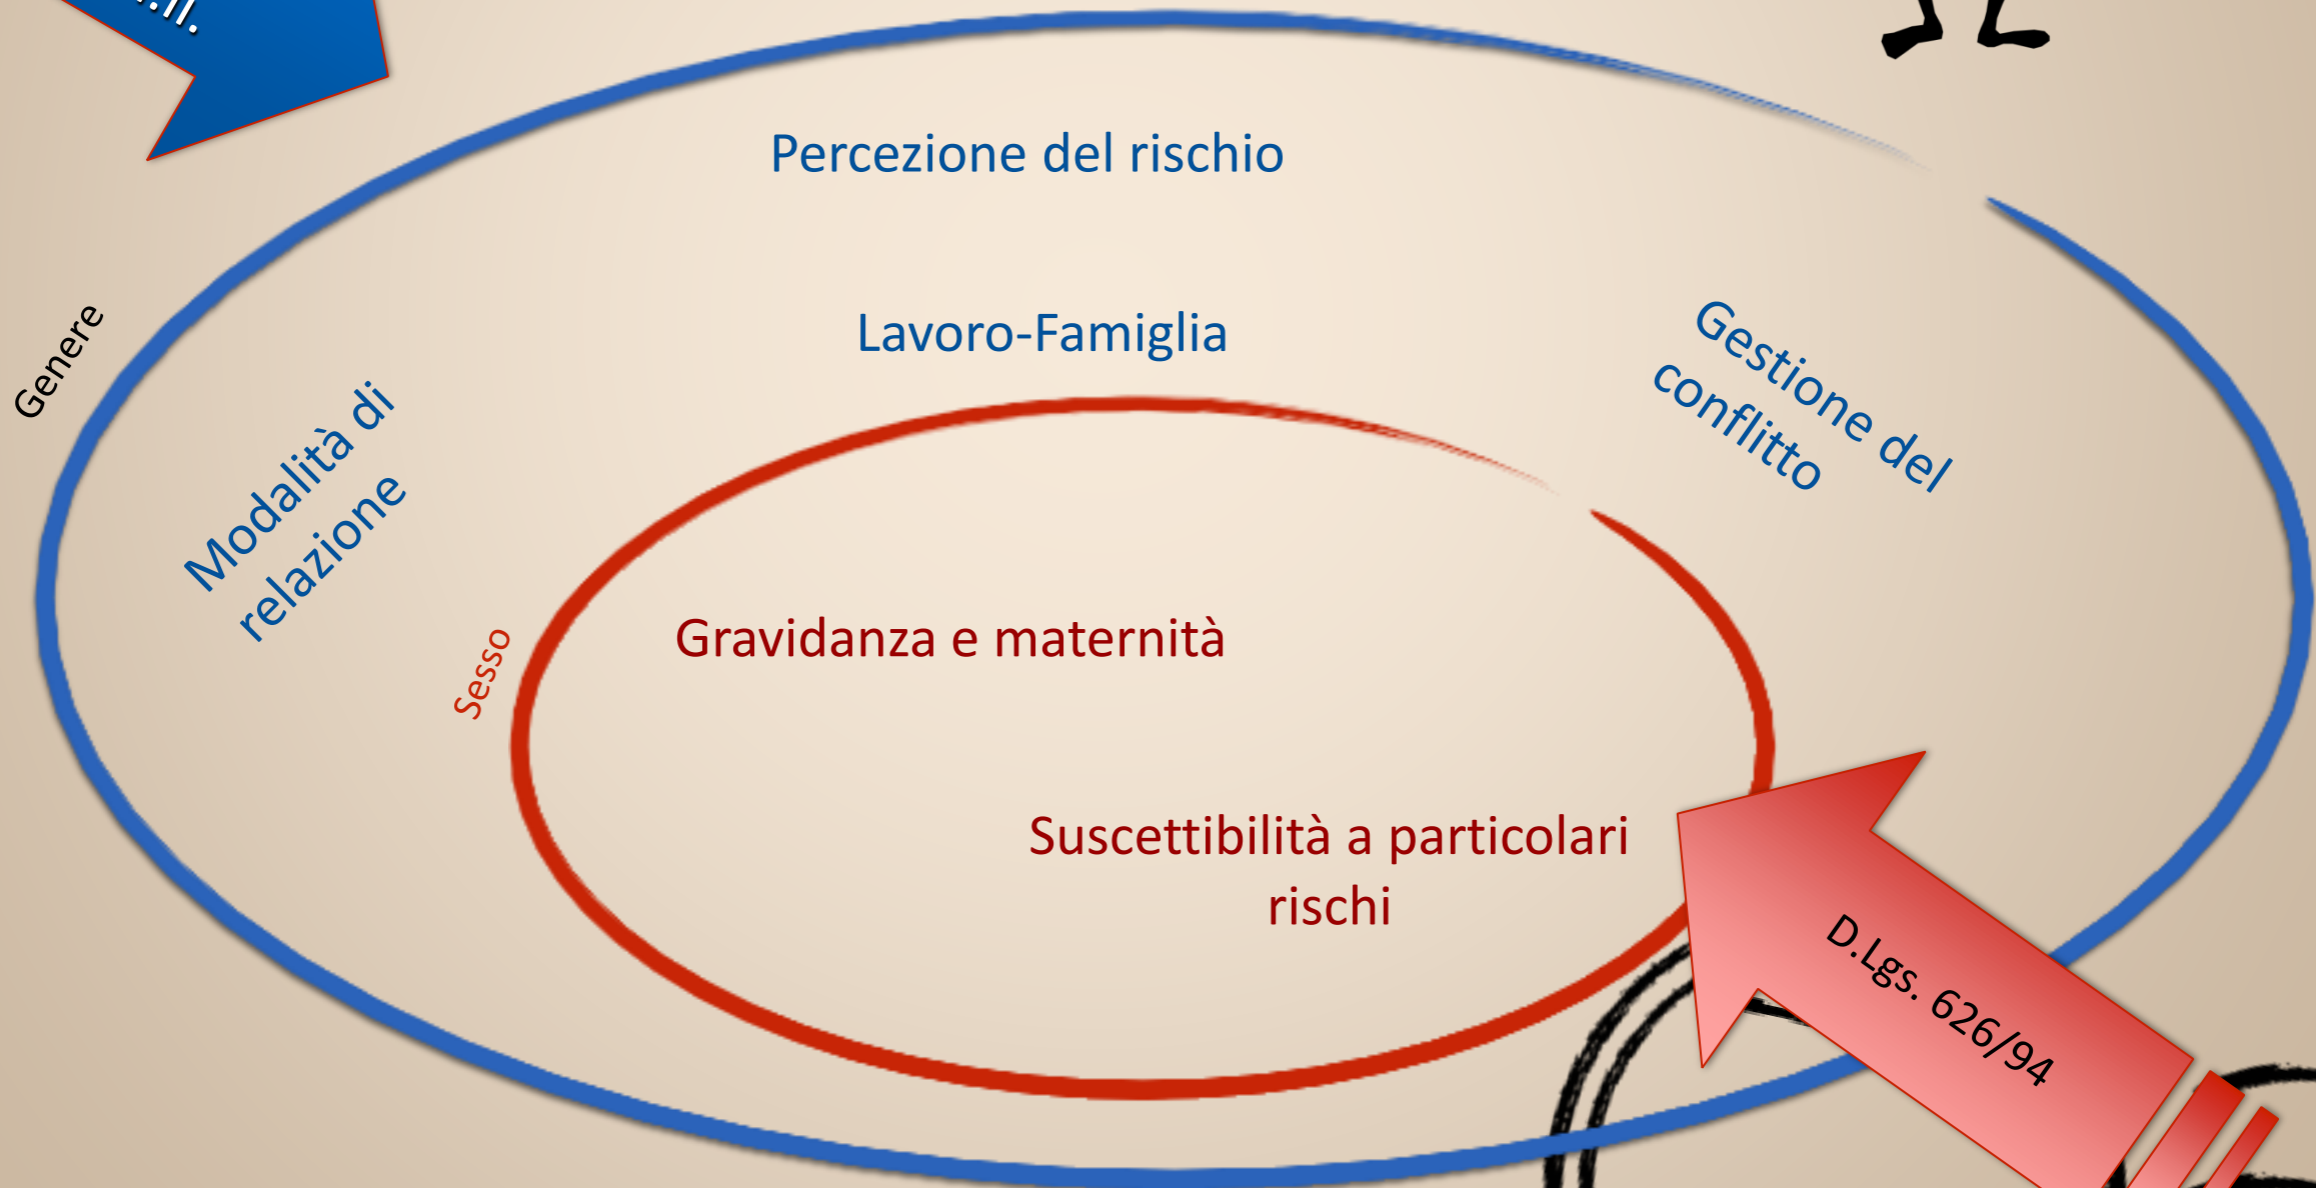 Percezione del rischio
Lavoro-Famiglia
Genere
Modalità di
relazione
Gestione del
conflitto
Sesso
Gravidanza e maternità
Suscettibilità a particolari
rischi
D.Lgs. 626/94